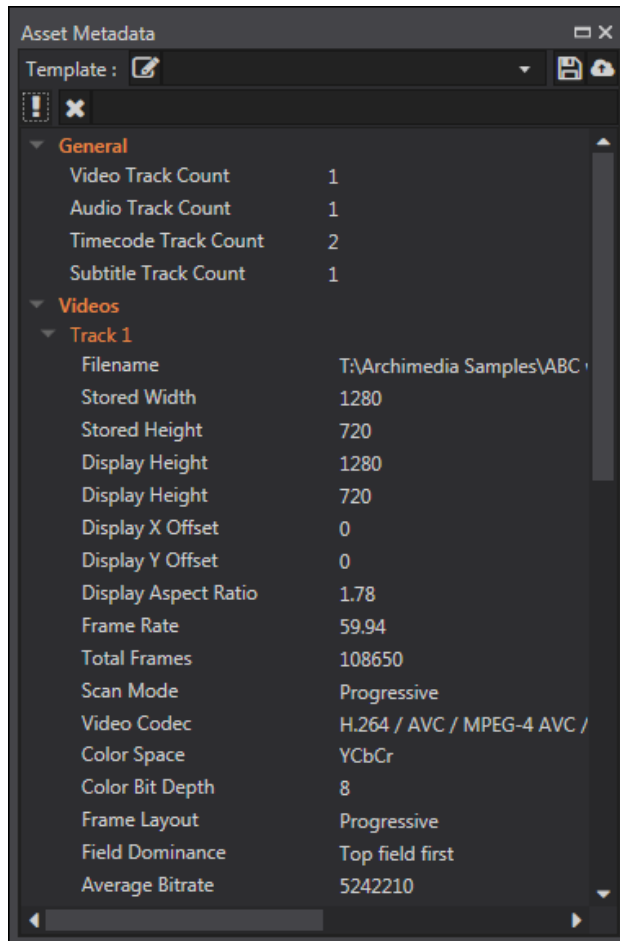 Asset Metadata
Template :
General
Video Track Count 1
Audio Track Count 1
Timecode Track Count 2
Subtitle Track Count 1
Videos
Track 1
Filename T:\Archimedia Samples\ABC
Stored Width 1280
Stored Height 720
Display Height 1280
Display Height 720
Display X Offset 0
Display Y Offset 0
Display Aspect Ratio 1.78
Frame Rate 59.94
Total Frames 108650
Scan Mode Progressive
Video Codec H.264 / AVC / MPEG-4 AVC /
Color Space YCbCr
Color Bit Depth 8
Frame Layout Progressive
Field Dominance Top field first
Average Bitrate 5242210